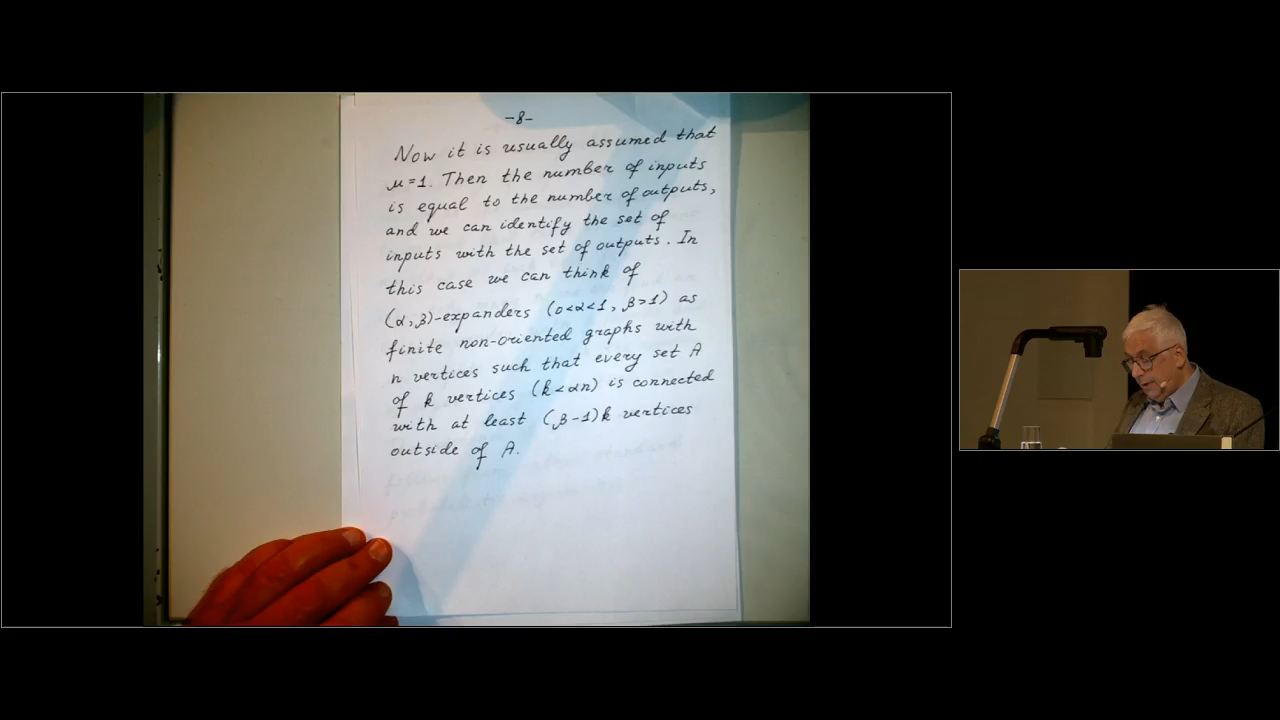 -8-
Now it is usually assumed that
μ=1. Then the number of inputs
is equal to the number of outputs,
and we can identify the set of
inputs with the set of outputs. In
this case we can think of
(α,β)-expanders (0<α<1, β>1) as
finite non-oriented graphs with
n vertices such that every set A
of k vertices (k<αn) is connected
with at least (β-1)k vertices
outside of A.